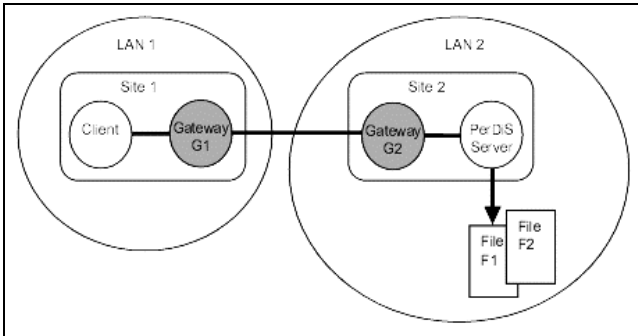 LAN 1
LAN 2
Site 1
Site 2
Client
Gateway
G1
Gateway
G2
PerDiS
Server
File
F1
File
F2